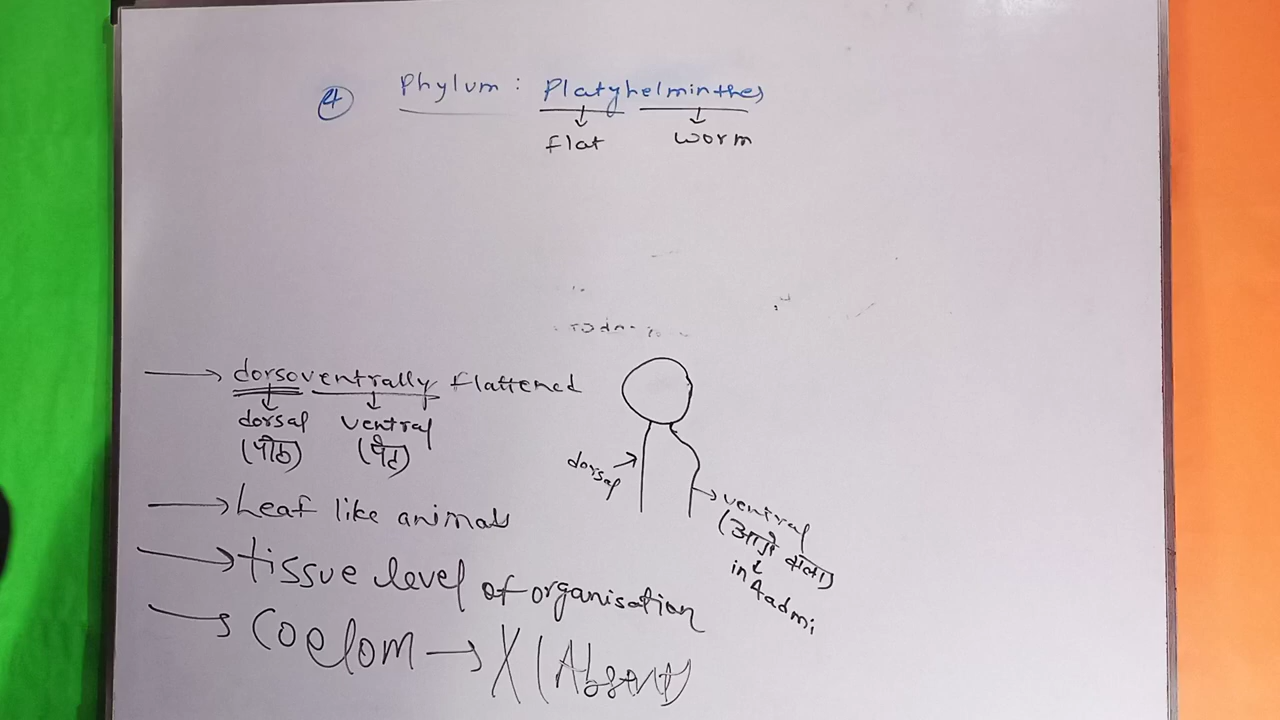 4 Phylum : Platyhelminthes
flat worm
dorsoventrally flattened
dorsal ventral
(पीठ) (पेट)
dorsal
ventral
(आगे वाला)
in Aadmi
Leaf like animals
tissue level of organisation
Coelom → X (Absent)